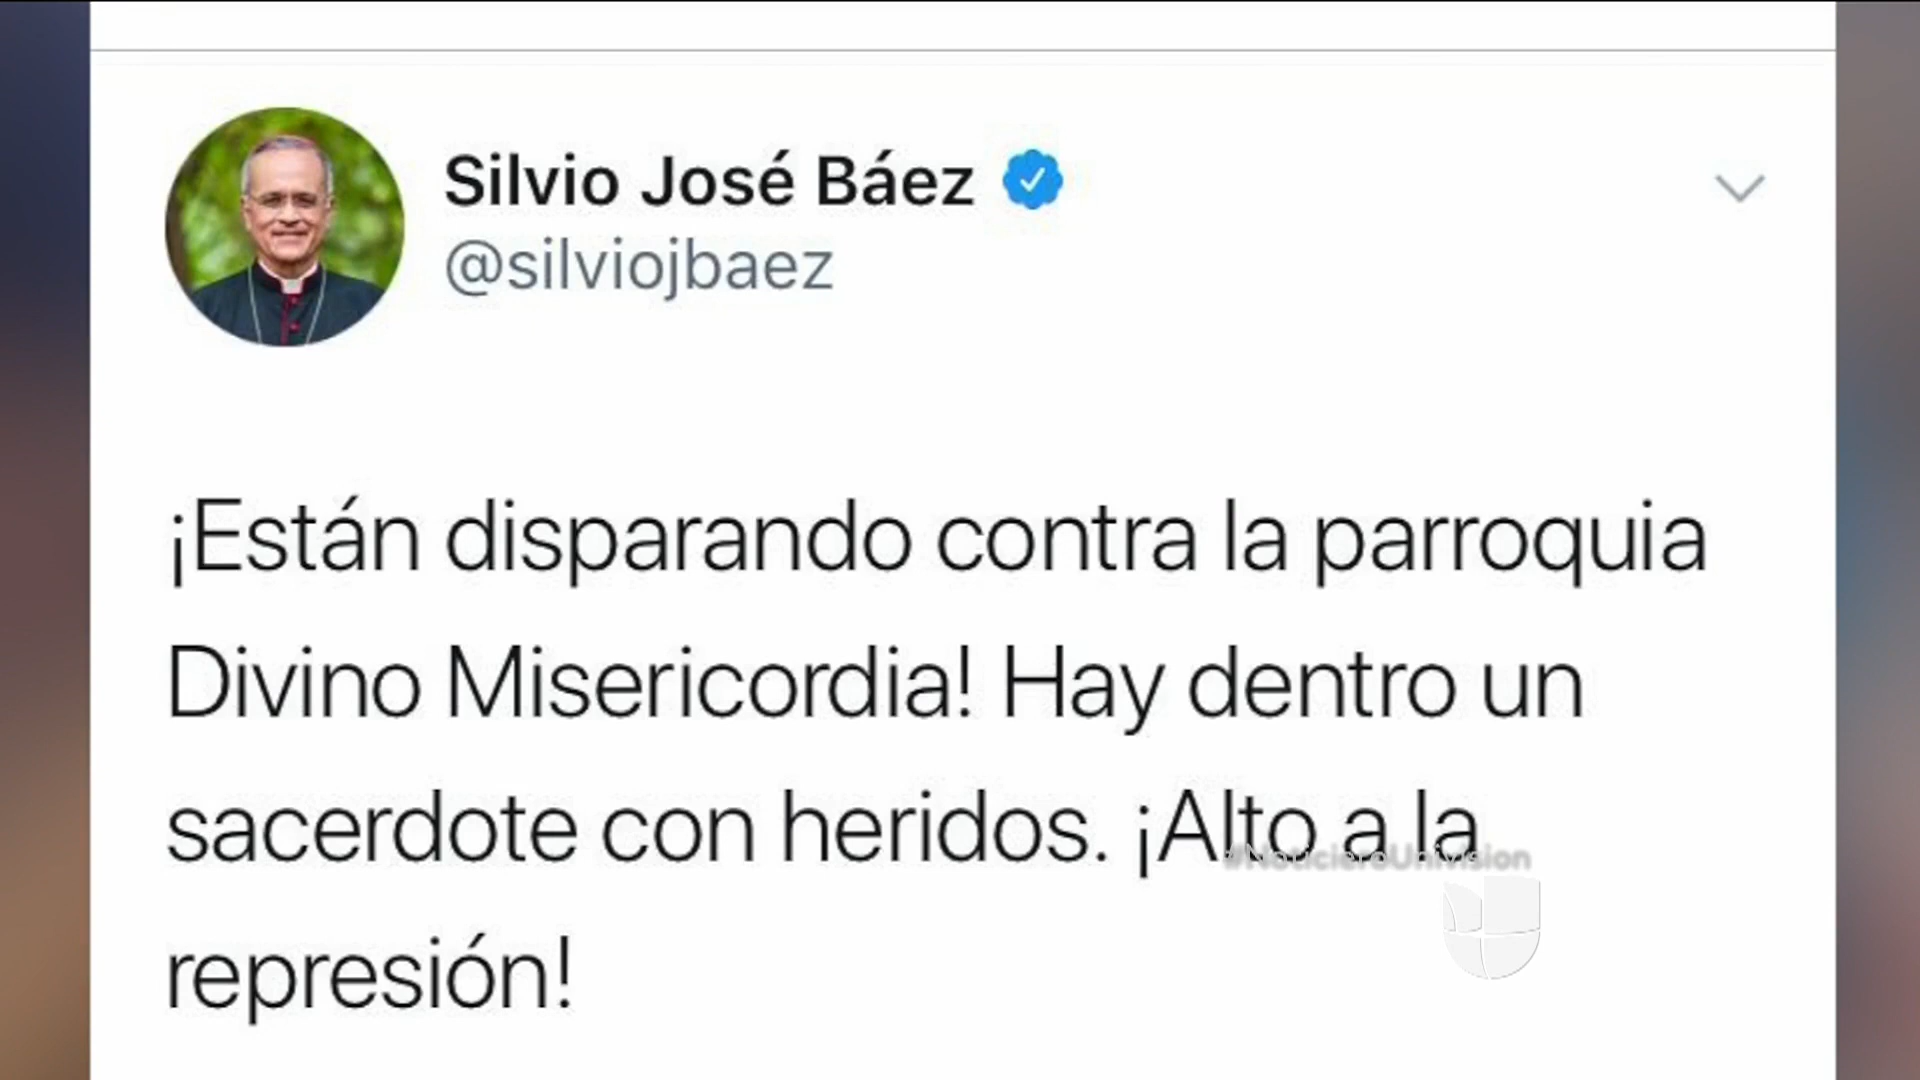 Silvio José Báez
@silviojbaez
¡Están disparando contra la parroquia
Divino Misericordia! Hay dentro un
sacerdote con heridos. ¡Alto a la
#NoticieroUnivision
represión!